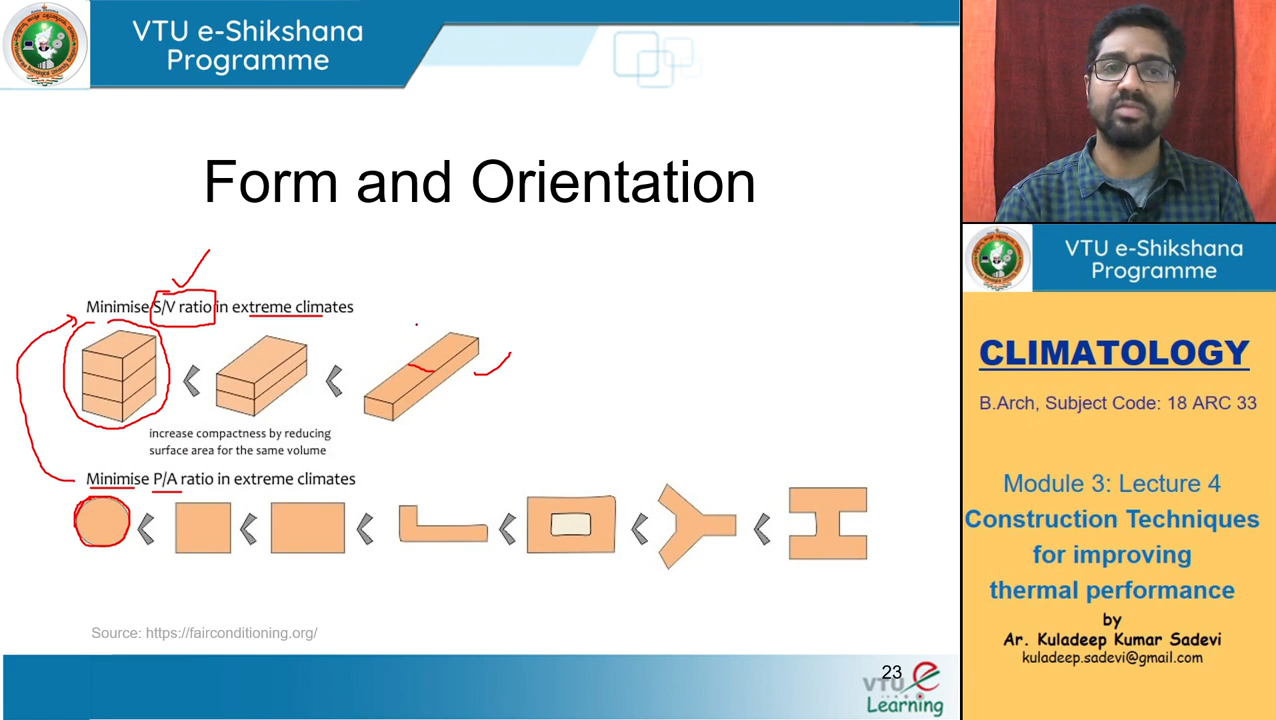 VTU e-Shikshana
Programme
Form and Orientation
Minimise S/V ratio in extreme climates
increase compactness by reducing
surface area for the same volume
Minimise P/A ratio in extreme climates
Source: https://fairconditioning.org/
23
VTU e
Learning
VTU e-Shikshana
Programme
CLIMATOLOGY
B.Arch, Subject Code: 18 ARC 33
Module 3: Lecture 4
Construction Techniques
for improving
thermal performance
by
Ar. Kuladeep Kumar Sadevi
kuladeep.sadevi@gmail.com